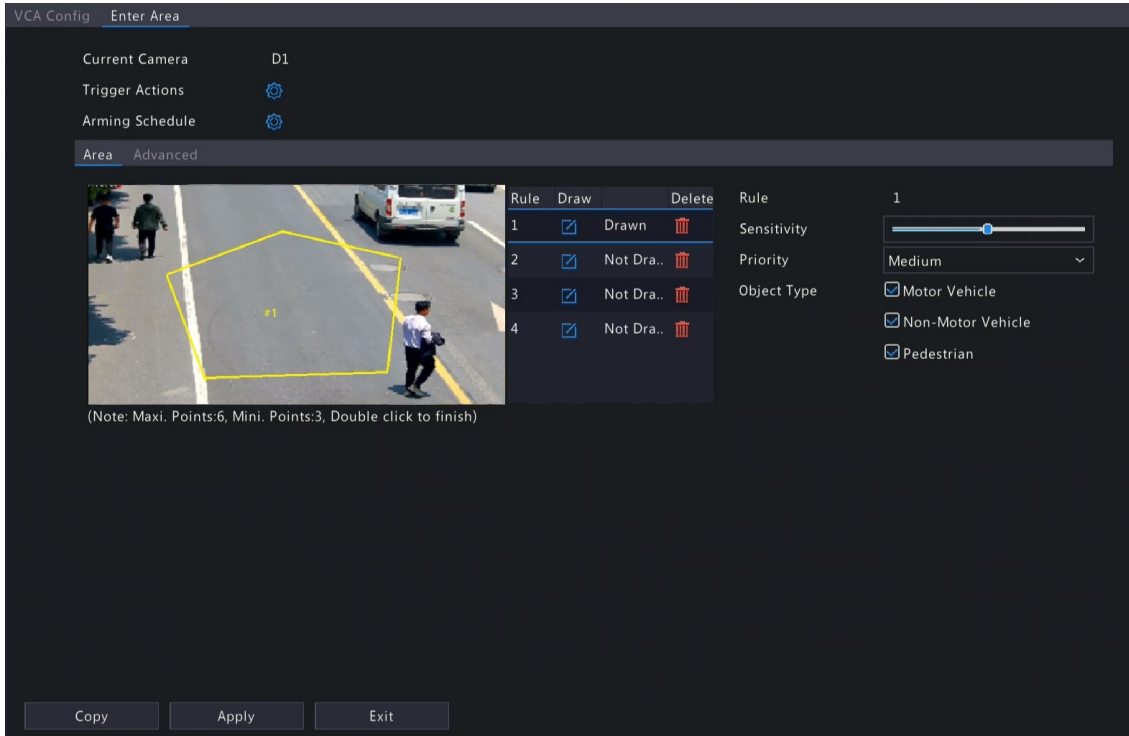 VCA Config Enter Area
Current Camera D1
Trigger Actions
Arming Schedule
Area Advanced
Rule Draw Delete
1 Drawn
2 Not Dra..
3 Not Dra..
4 Not Dra..
#1
(Note: Maxi. Points:6, Mini. Points:3, Double click to finish)
Rule 1
Sensitivity
Priority Medium
Object Type Motor Vehicle
Non-Motor Vehicle
Pedestrian
Copy Apply Exit